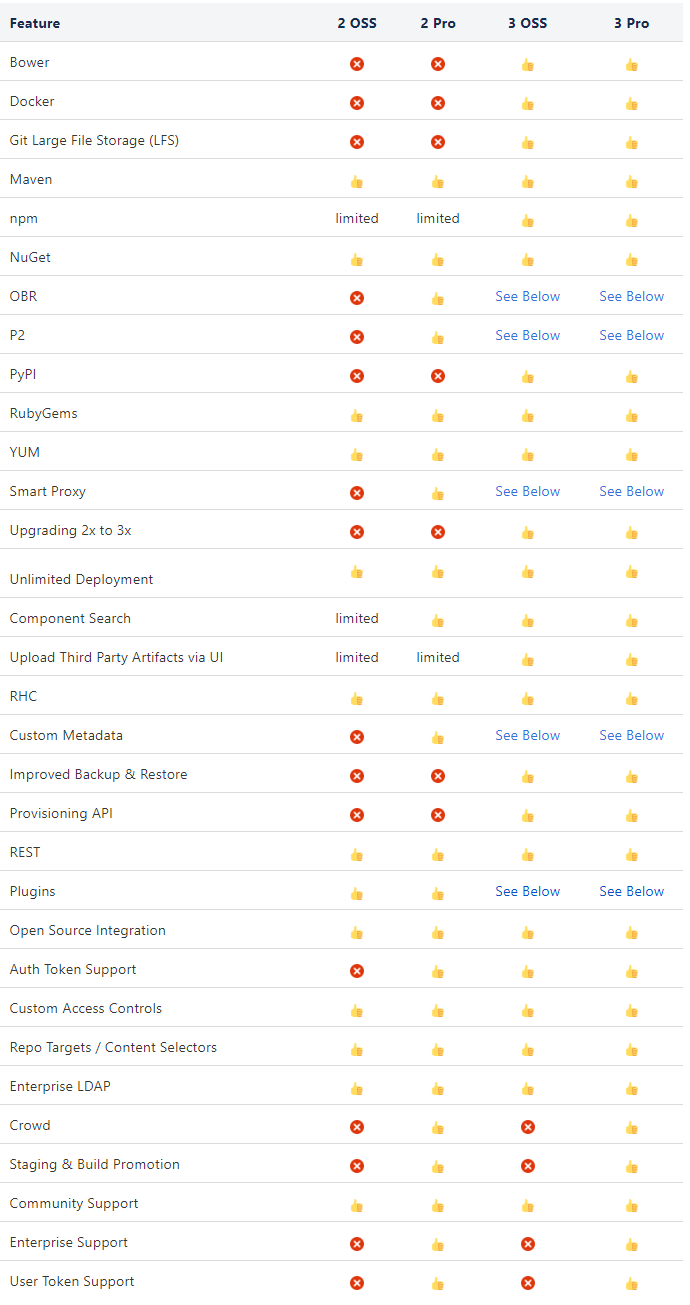 Feature 2 OSS 2 Pro 3 OSS 3 Pro
Bower
Docker
Git Large File Storage (LFS)
Maven
npm limited limited
NuGet
OBR See Below See Below
P2 See Below See Below
PyPI
RubyGems
YUM
Smart Proxy See Below See Below
Upgrading 2x to 3x
Unlimited Deployment
Component Search limited
Upload Third Party Artifacts via UI limited limited
RHC
Custom Metadata See Below See Below
Improved Backup & Restore
Provisioning API
REST
Plugins See Below See Below
Open Source Integration
Auth Token Support
Custom Access Controls
Repo Targets / Content Selectors
Enterprise LDAP
Crowd
Staging & Build Promotion
Community Support
Enterprise Support
User Token Support